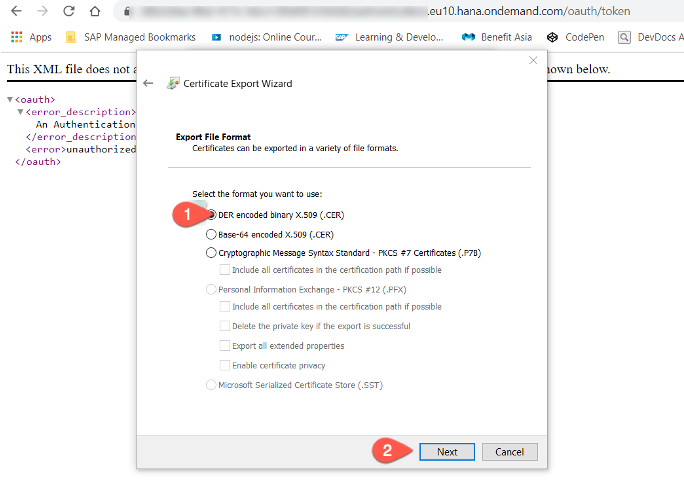 .eu10.hana.ondemand.com/oauth/token
Apps SAP Managed Bookmarks nodejs: Online Cour... SAP Learning & Develo... Benefit Asia CodePen DevDocs A
This XML file does not a
own below.
<oauth>
<error_description>
An Authentication
</error_description
<error>unauthorized
</oauth>
Certificate Export Wizard
Export File Format
Certificates can be exported in a variety of file formats.
Select the format you want to use:
1
DER encoded binary X.509 (.CER)
Base-64 encoded X.509 (.CER)
Cryptographic Message Syntax Standard - PKCS #7 Certificates (.P7B)
Include all certificates in the certification path if possible
Personal Information Exchange - PKCS #12 (.PFX)
Include all certificates in the certification path if possible
Delete the private key if the export is successful
Export all extended properties
Enable certificate privacy
Microsoft Serialized Certificate Store (.SST)
2
Next
Cancel